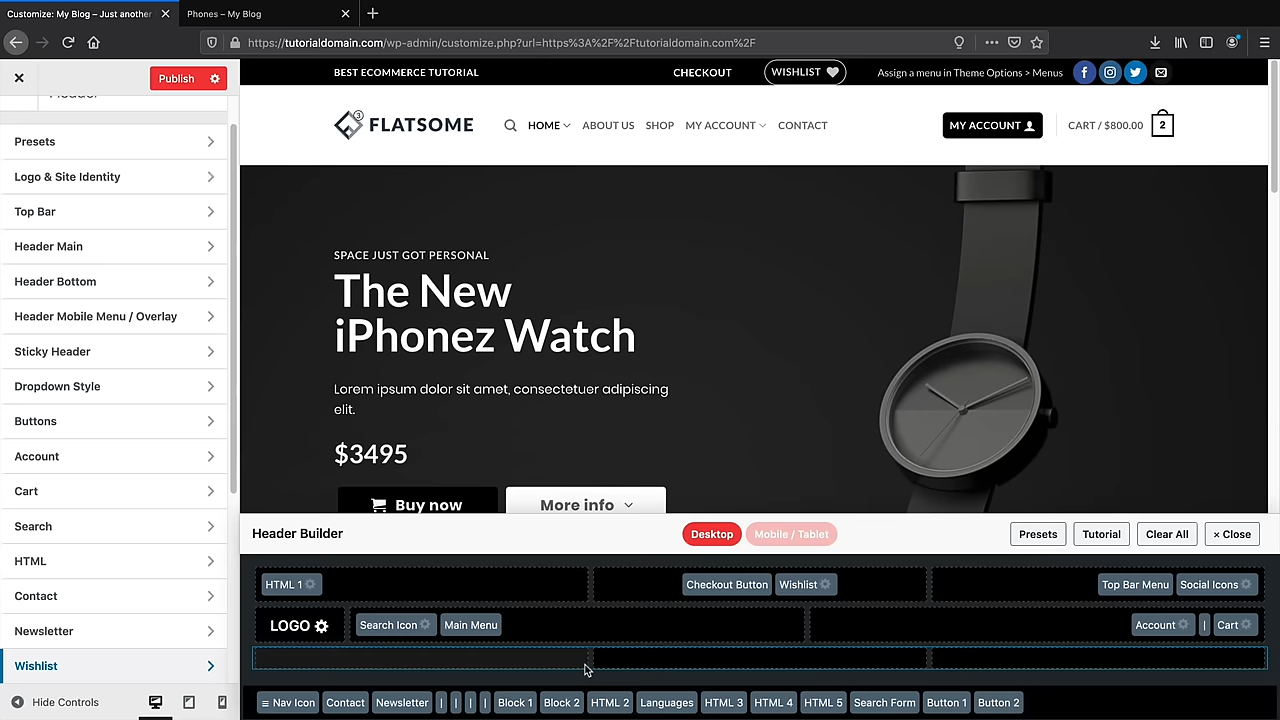 Customize: My Blog – Just another
Phones – My Blog
https://tutorialdomain.com/wp-admin/customize.php?url=https%3A%2F%2Ftutorialdomain.com%2F
Publish
BEST ECOMMERCE TUTORIAL
CHECKOUT
WISHLIST
Assign a menu in Theme Options > Menus
FLATSOME
3
HOME
ABOUT US
SHOP
MY ACCOUNT
CONTACT
MY ACCOUNT
CART / $800.00
2
Presets
Logo & Site Identity
Top Bar
Header Main
Header Bottom
Header Mobile Menu / Overlay
Sticky Header
Dropdown Style
Buttons
Account
Cart
Search
HTML
Contact
Newsletter
Wishlist
Hide Controls
SPACE JUST GOT PERSONAL
The New
iPhonez Watch
Lorem ipsum dolor sit amet, consectetuer adipiscing
elit.
$3495
Buy now
More info
Header Builder
Desktop
Mobile / Tablet
Presets
Tutorial
Clear All
× Close
HTML 1
Checkout Button
Wishlist
Top Bar Menu
Social Icons
LOGO
Search Icon
Main Menu
Account
|
Cart
≡ Nav Icon
Contact
Newsletter
|
|
|
|
Block 1
Block 2
HTML 2
Languages
HTML 3
HTML 4
HTML 5
Search Form
Button 1
Button 2